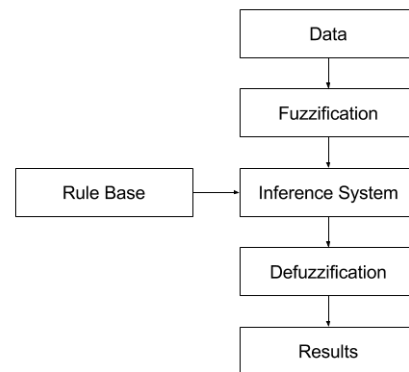 Data
Fuzzification
Rule Base
Inference System
Defuzzification
Results